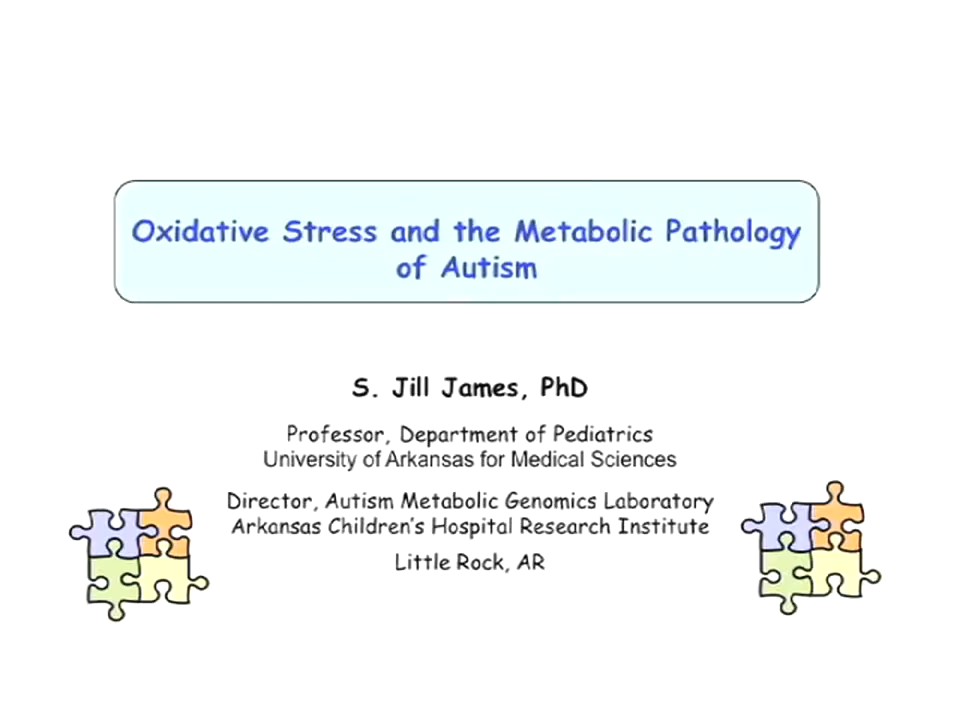 Oxidative Stress and the Metabolic Pathology
of Autism
S. Jill James, PhD
Professor, Department of Pediatrics
University of Arkansas for Medical Sciences
Director, Autism Metabolic Genomics Laboratory
Arkansas Children's Hospital Research Institute
Little Rock, AR